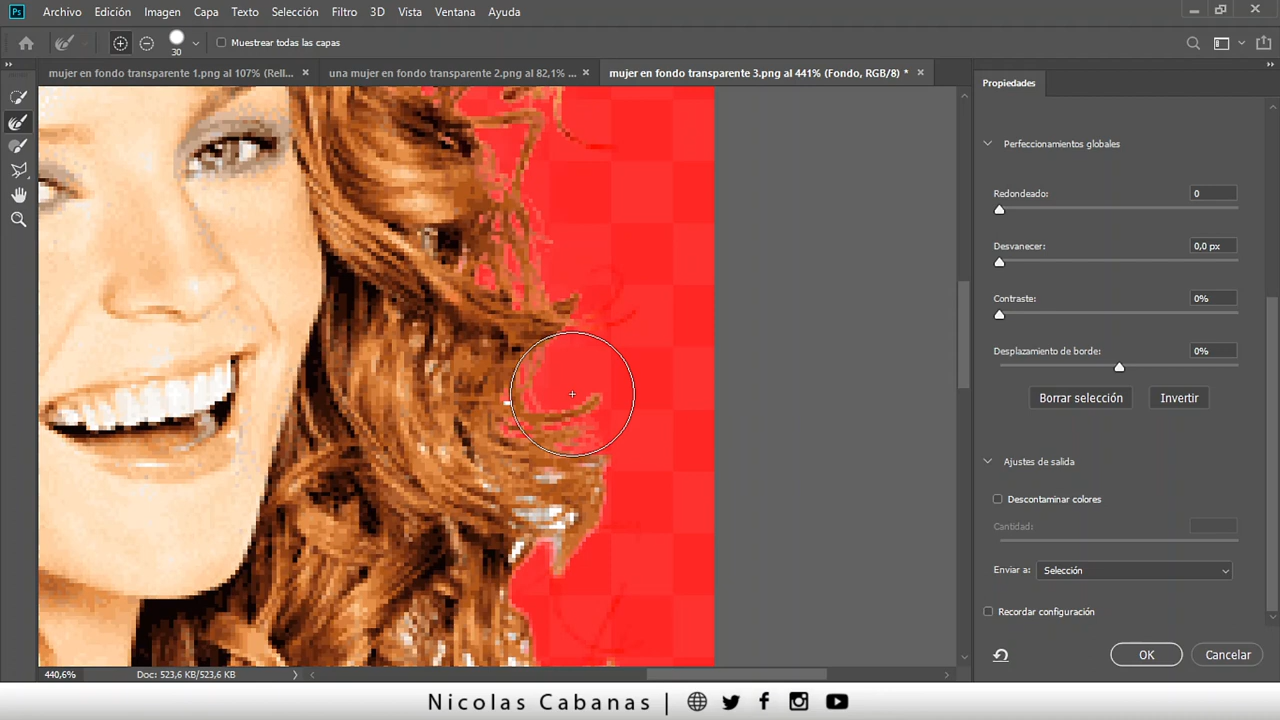 Ps Archivo Edición Imagen Capa Texto Selección Filtro 3D Vista Ventana Ayuda
30 Muestrear todas las capas
mujer en fondo transparente 1.png al 107% (Rell... × una mujer en fondo transparente 2.png al 82,1% ... × mujer en fondo transparente 3.png al 441% (Fondo, RGB/8) * ×
Propiedades
Perfeccionamientos globales
Redondeado: 0
Desvanecer: 0,0 px
Contraste: 0%
Desplazamiento de borde: 0%
Borrar selección Invertir
Ajustes de salida
Descontaminar colores
Cantidad:
Enviar a: Selección
Recordar configuración
OK Cancelar
440,6% Doc: 523,6 KB/523,6 KB
Nicolas Cabanas |